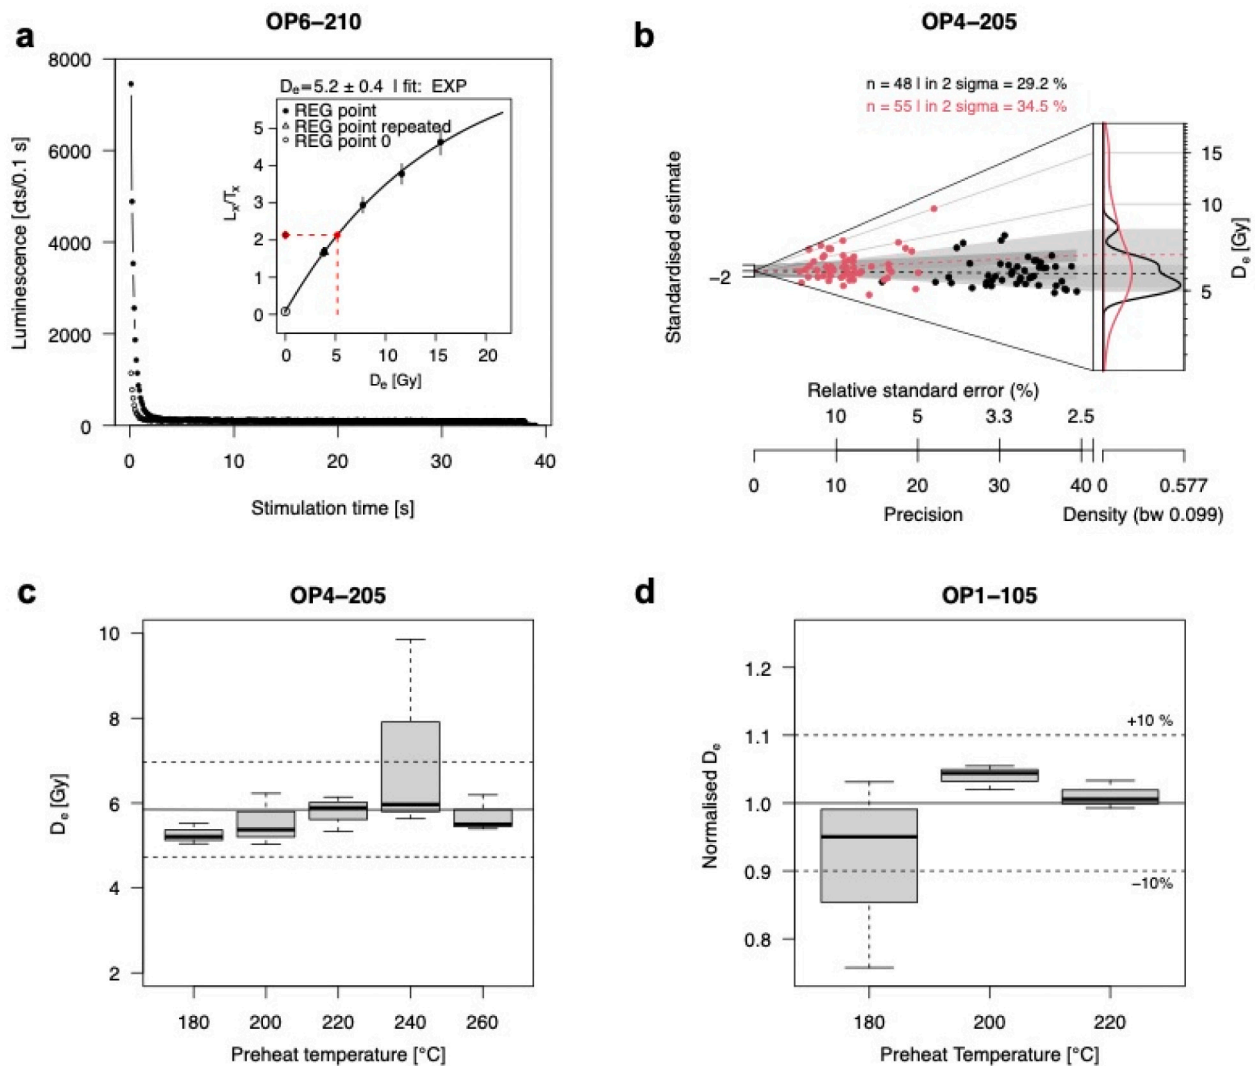 a
OP6–210
8000
6000
4000
2000
0
Luminescence [cts/0.1 s]
0 10 20 30 40
Stimulation time [s]
De=5.2 ± 0.4 | fit: EXP
REG point
REG point repeated
REG point 0
5
4
3
2
1
0
Lx/Tx
0 5 10 15 20
De [Gy]
b
OP4–205
n = 48 | in 2 sigma = 29.2 %
n = 55 | in 2 sigma = 34.5 %
Standardised estimate
–2
15
10
5
De [Gy]
Relative standard error (%)
10 5 3.3 2.5
0 10 20 30 40 0 0.577
Precision Density (bw 0.099)
c
OP4–205
10
8
6
4
2
De [Gy]
180 200 220 240 260
Preheat temperature [°C]
d
OP1–105
1.2
1.1
1.0
0.9
0.8
Normalised De
+10 %
–10%
180 200 220
Preheat Temperature [°C]